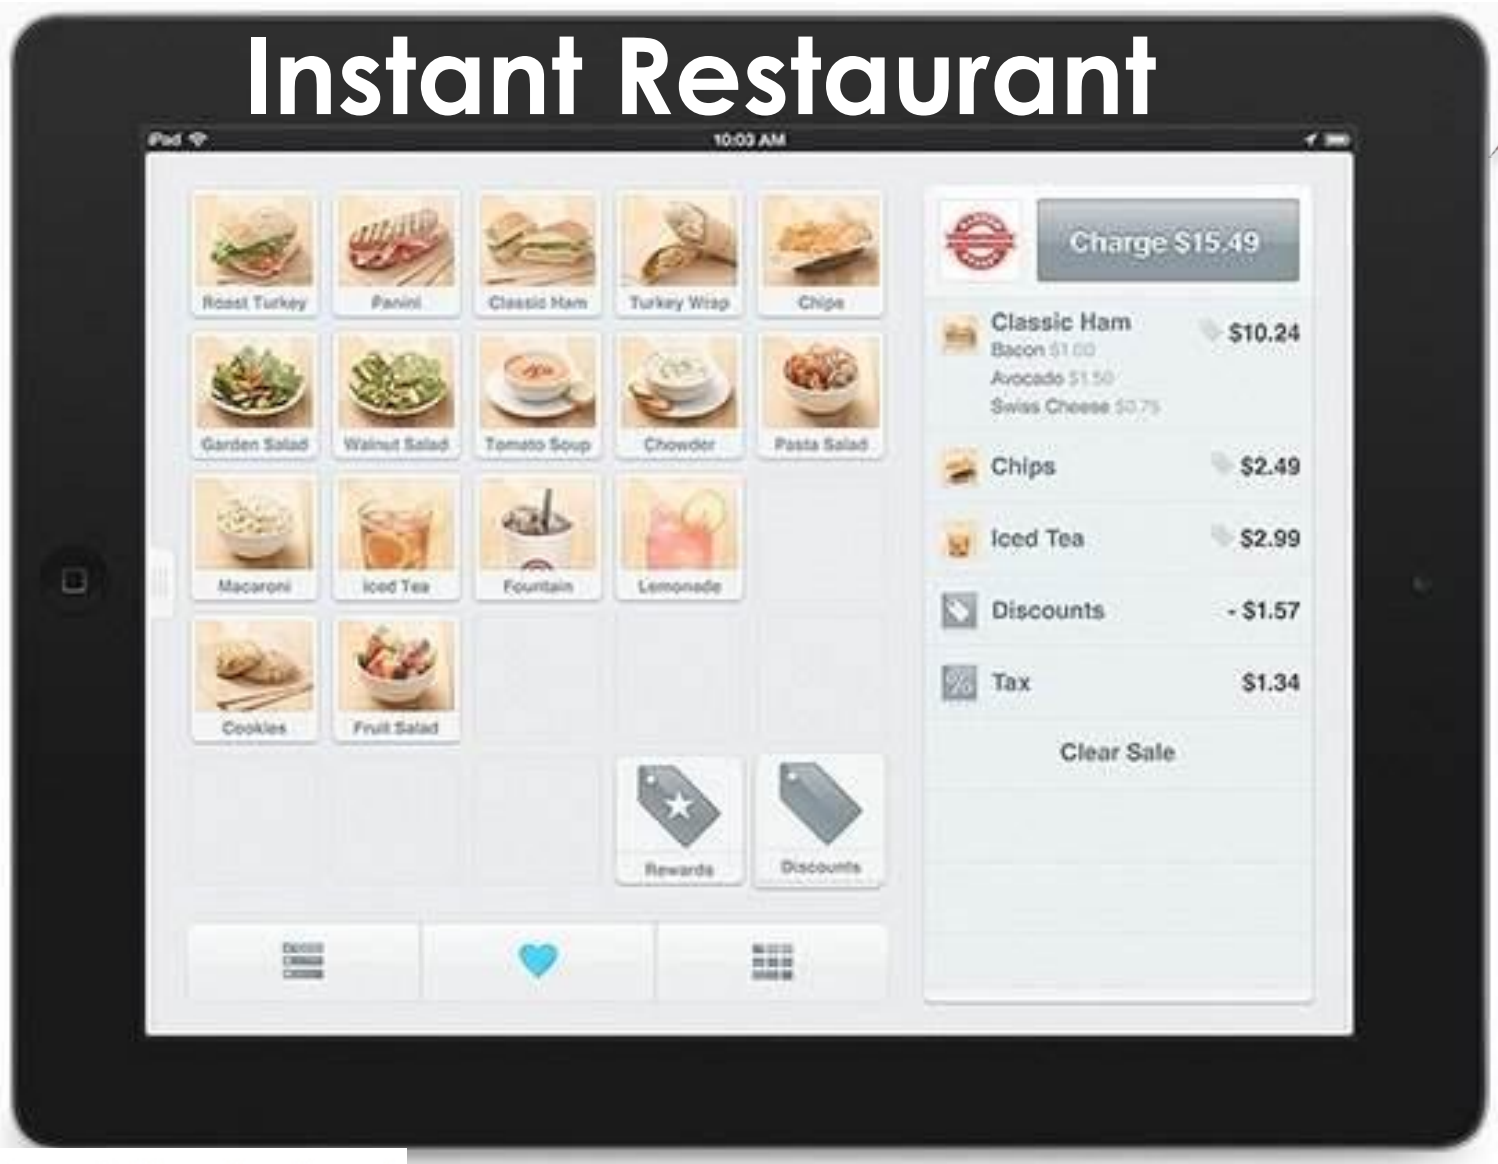 Instant Restaurant
iPad 10:03 AM
Roast Turkey Panini Classic Ham Turkey Wrap Chips
Garden Salad Walnut Salad Tomato Soup Chowder Pasta Salad
Macaroni Iced Tea Fountain Lemonade
Cookies Fruit Salad
Rewards Discounts
Charge $15.49
Classic Ham $10.24
Bacon $1.00
Avocado $1.50
Swiss Cheese $0.75
Chips $2.49
Iced Tea $2.99
Discounts - $1.57
% Tax $1.34
Clear Sale